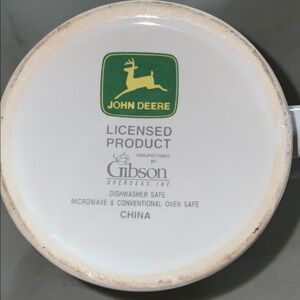 JOHN DEERE
LICENSED
PRODUCT
MANUFACTURED
BY
Gibson
OVERSEAS, INC
DISHWASHER SAFE
MICROWAVE & CONVENTIONAL OVEN SAFE
CHINA